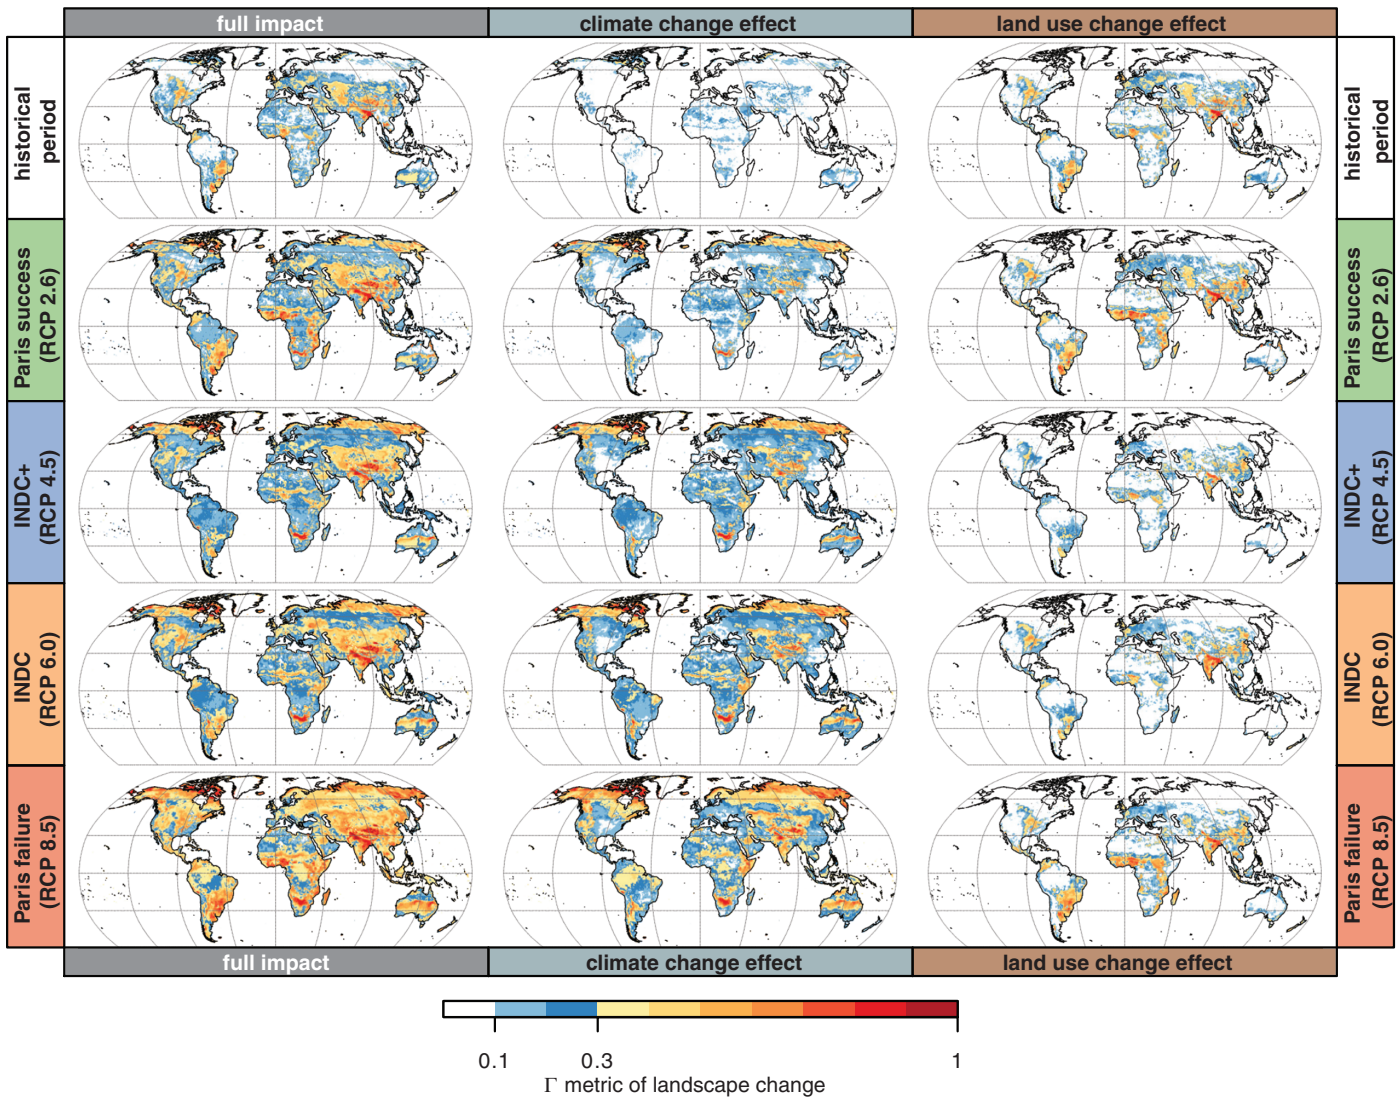 full impact
climate change effect
land use change effect
historical
period
historical
period
Paris success
(RCP 2.6)
Paris success
(RCP 2.6)
INDC+
(RCP 4.5)
INDC+
(RCP 4.5)
INDC
(RCP 6.0)
INDC
(RCP 6.0)
Paris failure
(RCP 8.5)
Paris failure
(RCP 8.5)
full impact
climate change effect
land use change effect
0.1
0.3
1
Γ metric of landscape change